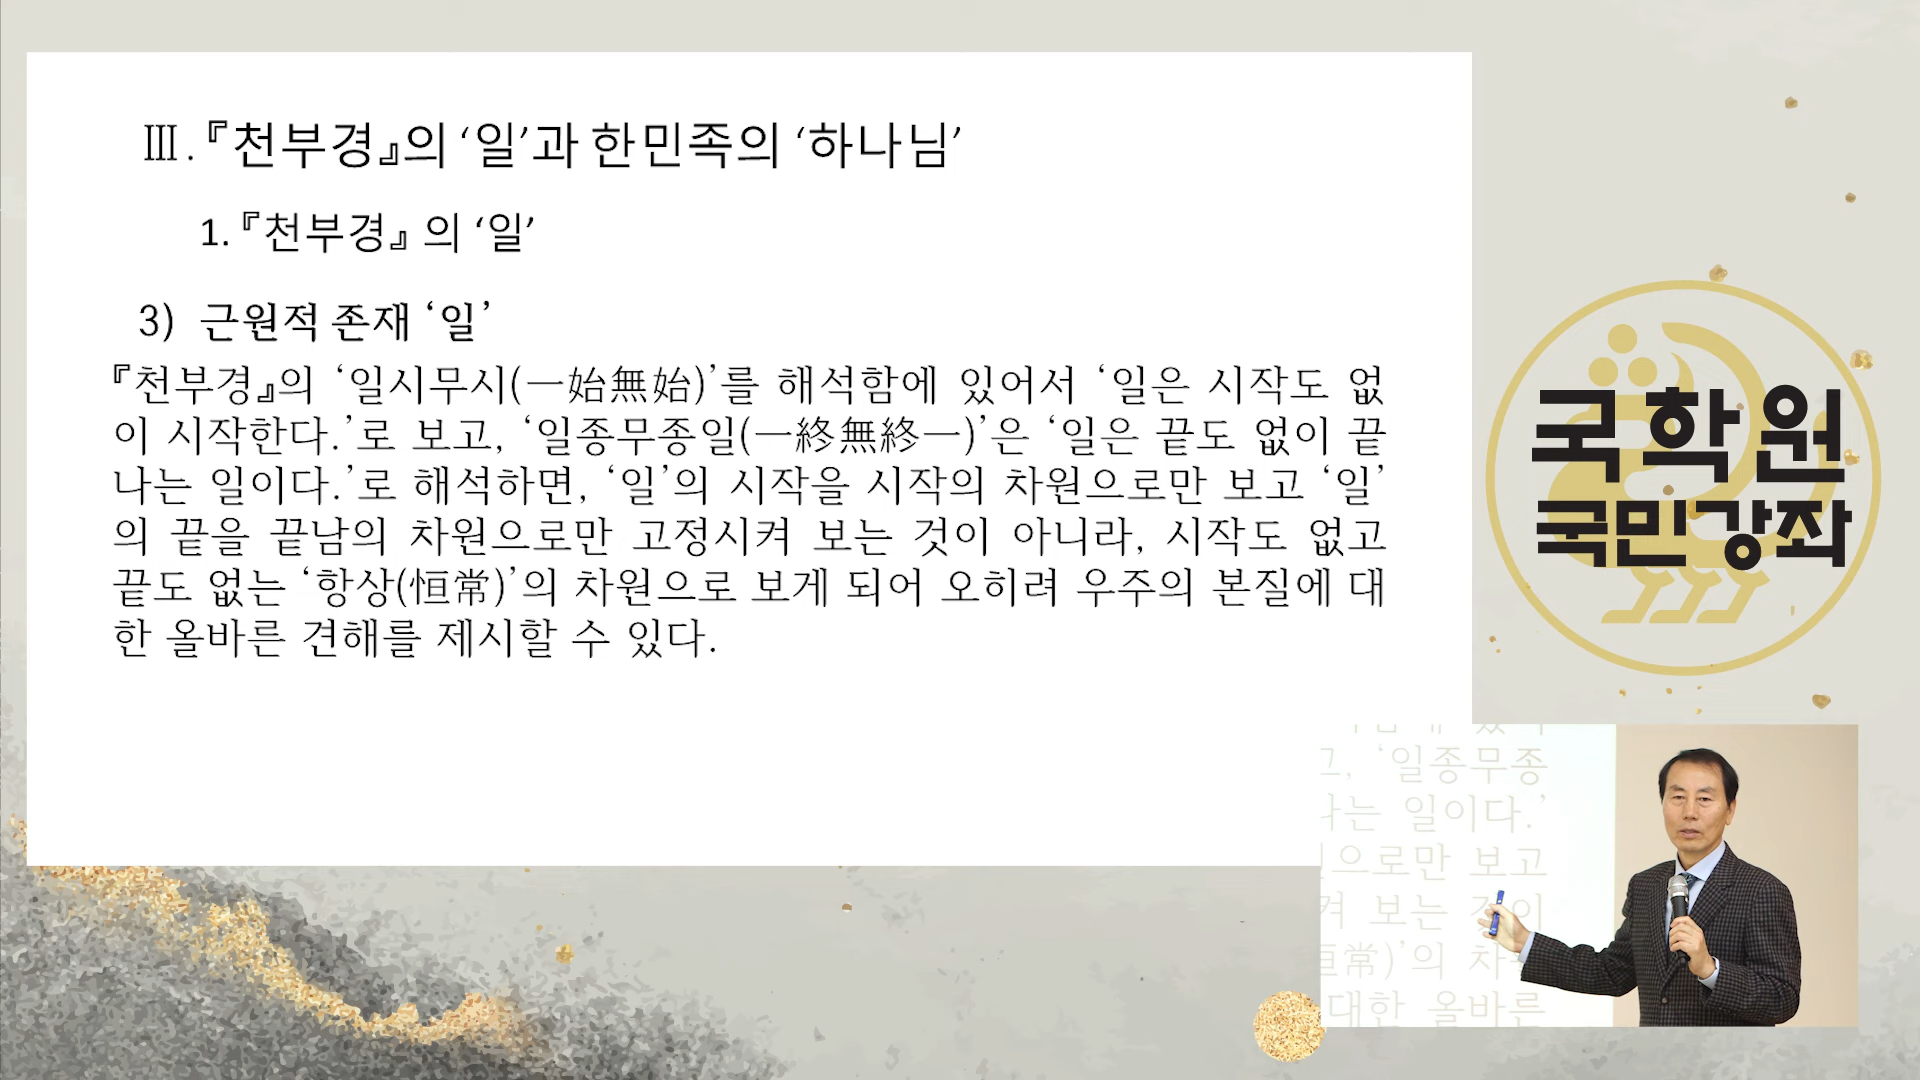 Ⅲ. 『천부경』의 ‘일’과 한민족의 ‘하나님’
1. 『천부경』 의 ‘일’
3) 근원적 존재 ‘일’
『천부경』의 ‘일시무시(一始無始)’를 해석함에 있어서 ‘일은 시작도 없
이 시작한다.’로 보고, ‘일종무종일(一終無終一)’은 ‘일은 끝도 없이 끝
나는 일이다.’로 해석하면, ‘일’의 시작을 시작의 차원으로만 보고 ‘일’
의 끝을 끝남의 차원으로만 고정시켜 보는 것이 아니라, 시작도 없고
끝도 없는 ‘항상(恒常)’의 차원으로 보게 되어 오히려 우주의 본질에 대
한 올바른 견해를 제시할 수 있다.
국학원
국민강좌
‘일종무종
나는 일이다.’
으로만 보고
켜 보는 것이
恒常)’의 차
대한 올바른